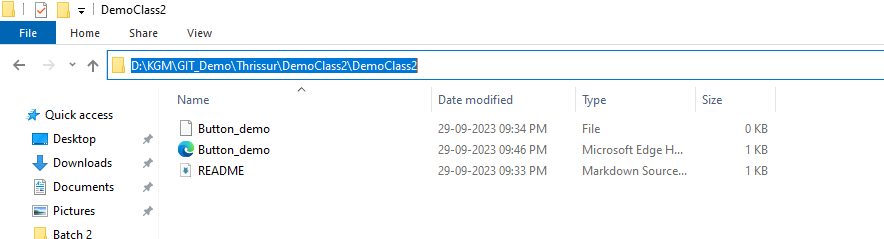 DemoClass2
File Home Share View
D:\KGM\GIT_Demo\Thrissur\DemoClass2\DemoClass2
Name Date modified Type Size
Quick access
Desktop
Downloads
Documents
Pictures
Batch 2
Button_demo 29-09-2023 09:34 PM File 0 KB
Button_demo 29-09-2023 09:46 PM Microsoft Edge H... 1 KB
README 29-09-2023 09:33 PM Markdown Source... 1 KB